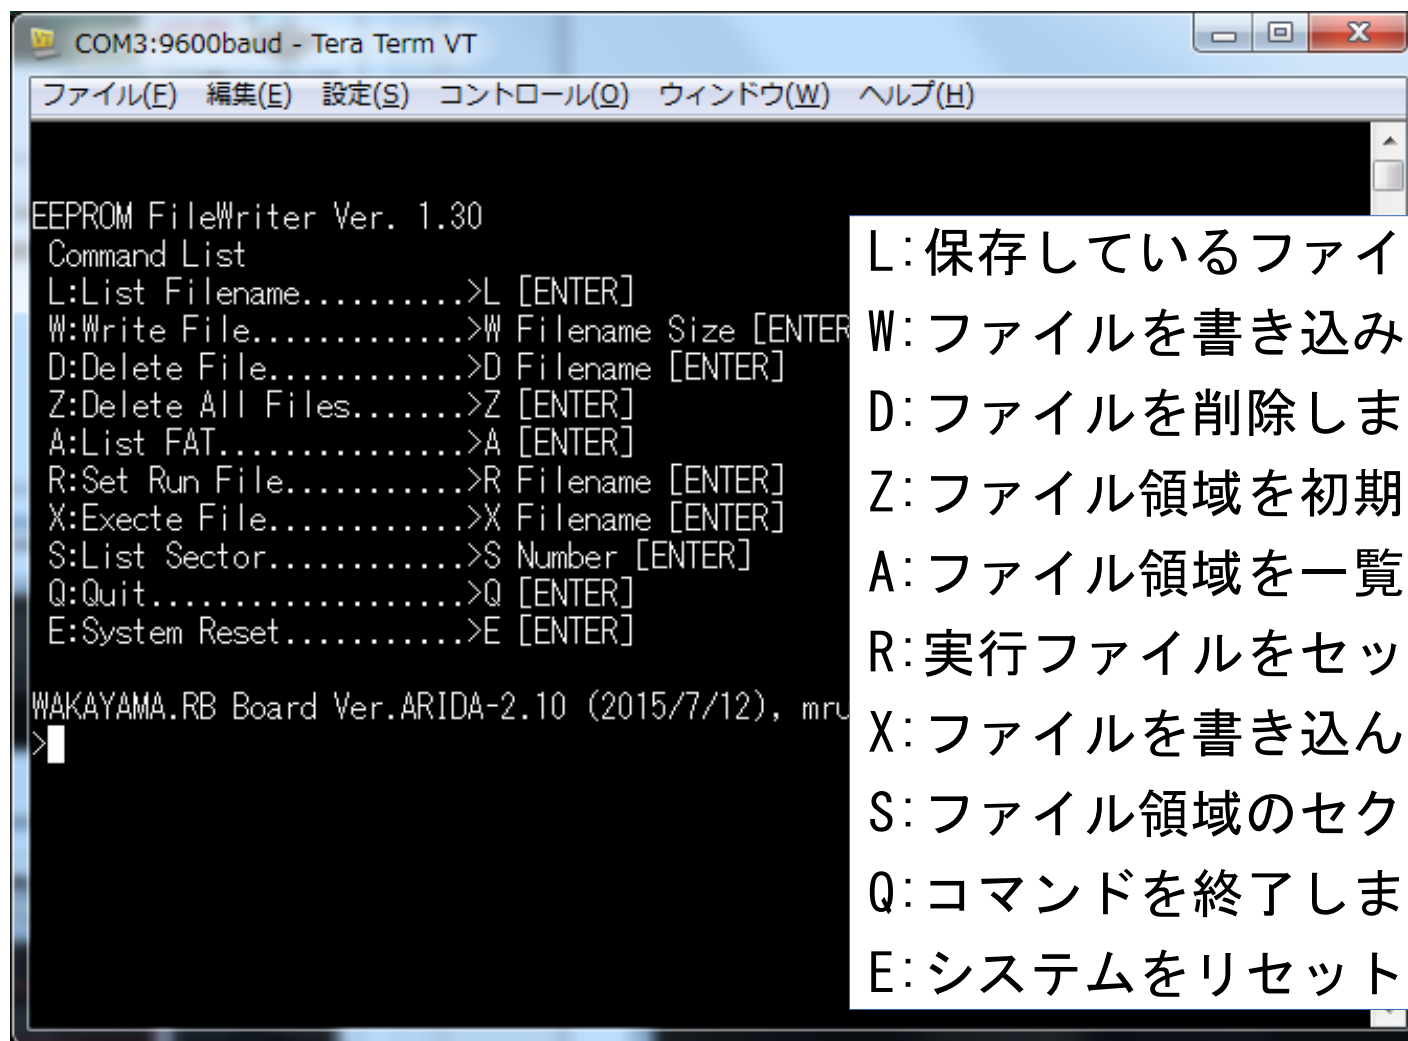 COM3:9600baud - Tera Term VT
ファイル(F) 編集(E) 設定(S) コントロール(O) ウィンドウ(W) ヘルプ(H)
EEPROM FileWriter Ver. 1.30
Command List
L:List Filename..........>L [ENTER]
W:Write File.............>W Filename Size [ENTER
D:Delete File............>D Filename [ENTER]
Z:Delete All Files.......>Z [ENTER]
A:List FAT...............>A [ENTER]
R:Set Run File...........>R Filename [ENTER]
X:Execte File............>X Filename [ENTER]
S:List Sector............>S Number [ENTER]
Q:Quit...................>Q [ENTER]
E:System Reset...........>E [ENTER]
WAKAYAMA.RB Board Ver.ARIDA-2.10 (2015/7/12), mru
>
L:保存しているファイ
W:ファイルを書き込み
D:ファイルを削除しま
Z:ファイル領域を初期
A:ファイル領域を一覧
R:実行ファイルをセッ
X:ファイルを書き込ん
S:ファイル領域のセク
Q:コマンドを終了しま
E:システムをリセット